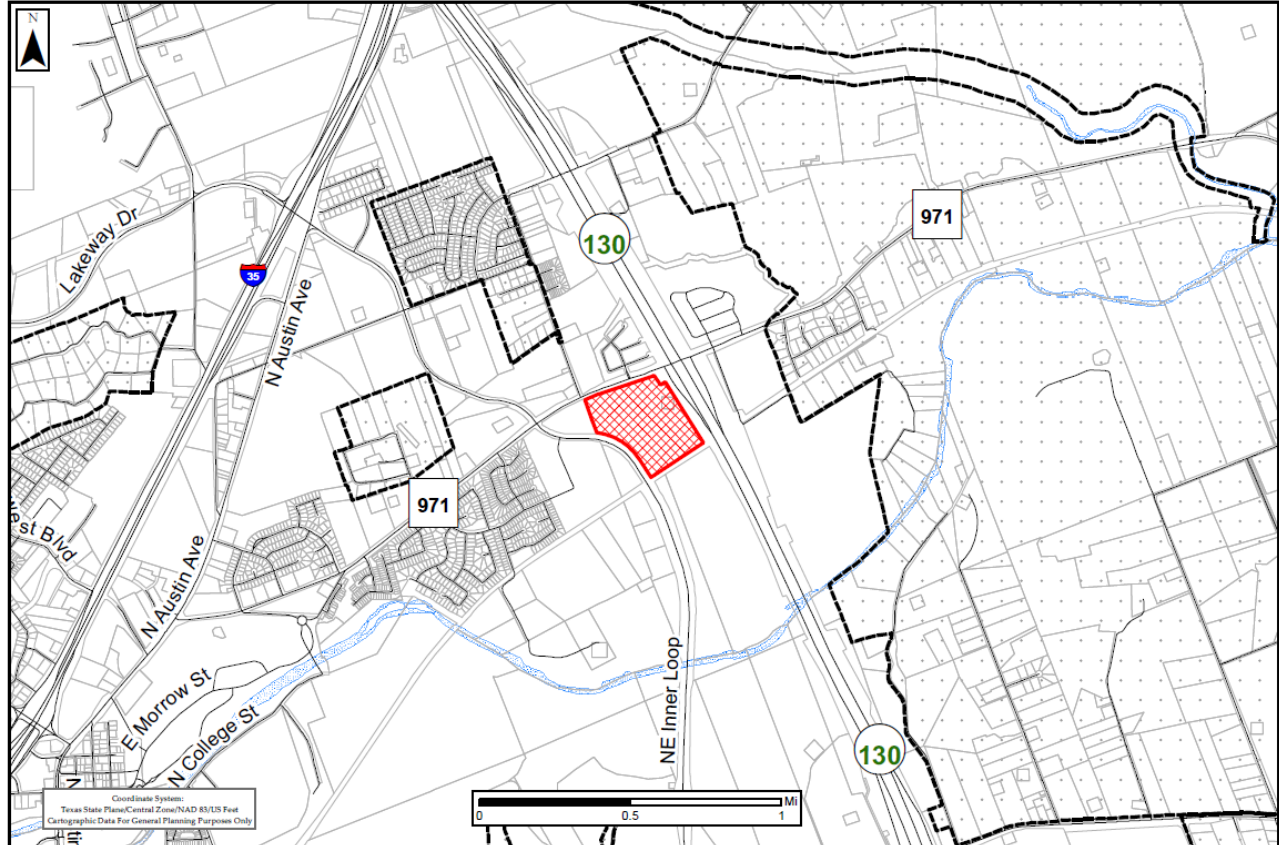 N
Lakeway Dr
35
N Austin Ave
130
971
971
West Blvd
N Austin Ave
E Morrow St
N College St
NE Inner Loop
130
Coordinate System:
Texas State Plane/Central Zone/NAD 83/US Feet
Cartographic Data For General Planning Purposes Only
0
0.5
1
Mi